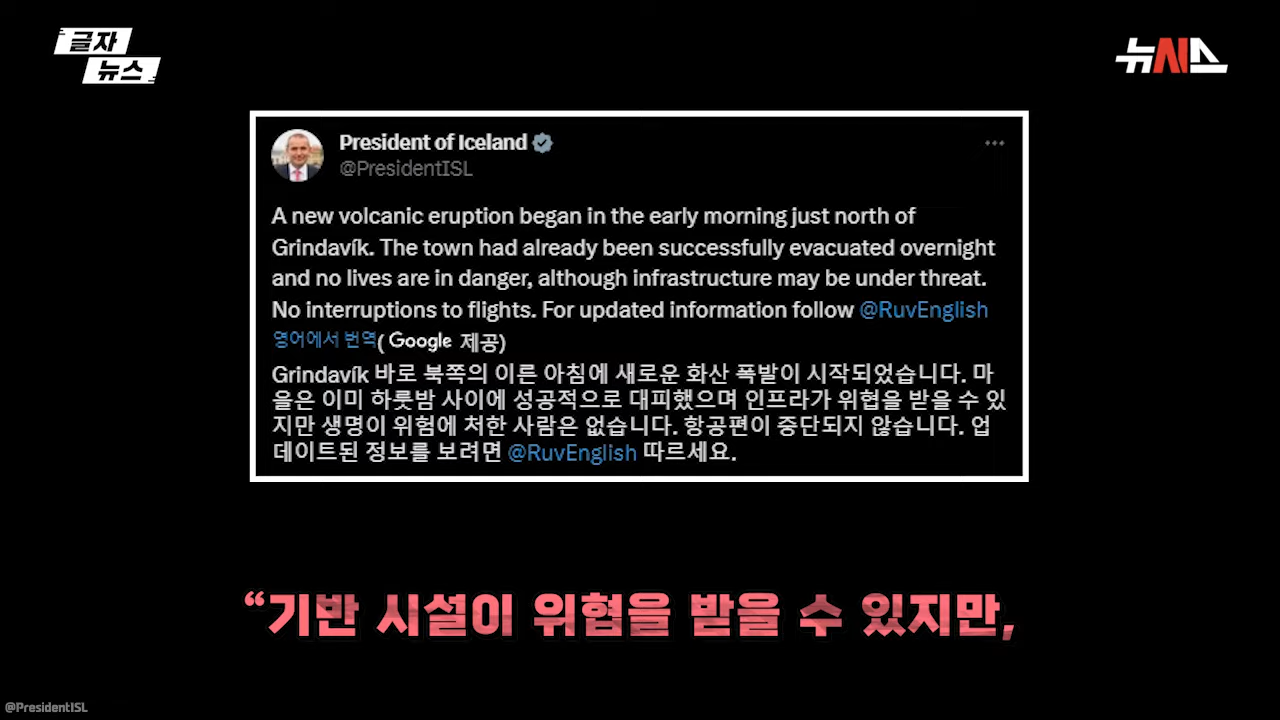 글자
뉴스
뉴시스
President of Iceland
@PresidentISL
A new volcanic eruption began in the early morning just north of
Grindavík. The town had already been successfully evacuated overnight
and no lives are in danger, although infrastructure may be under threat.
No interruptions to flights. For updated information follow @RuvEnglish
영어에서 번역( Google 제공)
Grindavík 바로 북쪽의 이른 아침에 새로운 화산 폭발이 시작되었습니다. 마
을은 이미 하룻밤 사이에 성공적으로 대피했으며 인프라가 위협을 받을 수 있
지만 생명이 위험에 처한 사람은 없습니다. 항공편이 중단되지 않습니다. 업
데이트된 정보를 보려면 @RuvEnglish 따르세요.
“기반 시설이 위협을 받을 수 있지만,
@PresidentISL